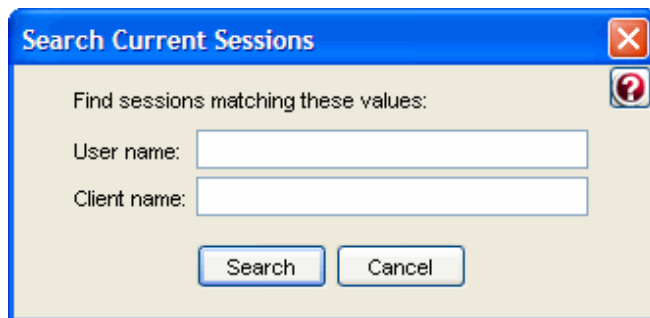 Search Current Sessions
Find sessions matching these values:
User name:
Client name:
Search Cancel